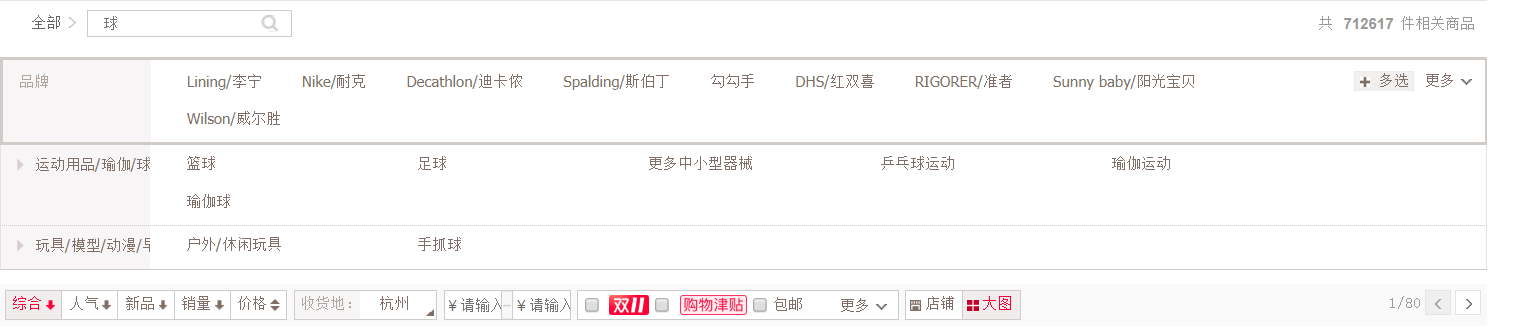 全部 球 共 712617 件相关商品
品牌 Lining/李宁 Nike/耐克 Decathlon/迪卡侬 Spalding/斯伯丁 勾勾手 DHS/红双喜 RIGORER/准者 Sunny baby/阳光宝贝 多选 更多
Wilson/威尔胜
运动用品/瑜伽/球 篮球 足球 更多中小型器械 乒乓球运动 瑜伽运动
瑜伽球
玩具/模型/动漫/早 户外/休闲玩具 手抓球
综合 人气 新品 销量 价格 收货地： 杭州 ¥ 请输入 – ¥ 请输入 双11 购物津贴 包邮 更多 店铺 大图 1/80